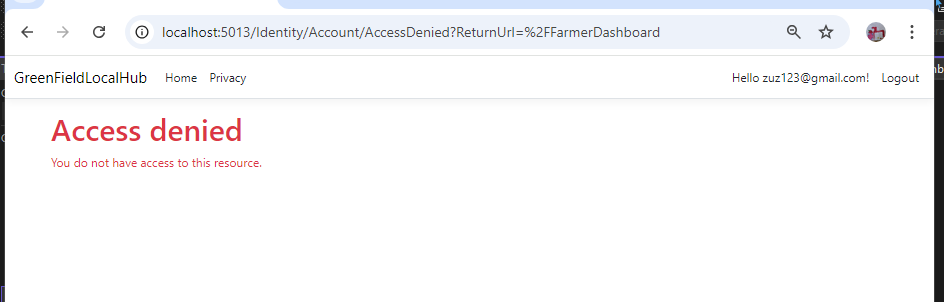 localhost:5013/Identity/Account/AccessDenied?ReturnUrl=%2FFarmerDashboard
GreenFieldLocalHub Home Privacy Hello zuz123@gmail.com! Logout
Access denied
You do not have access to this resource.